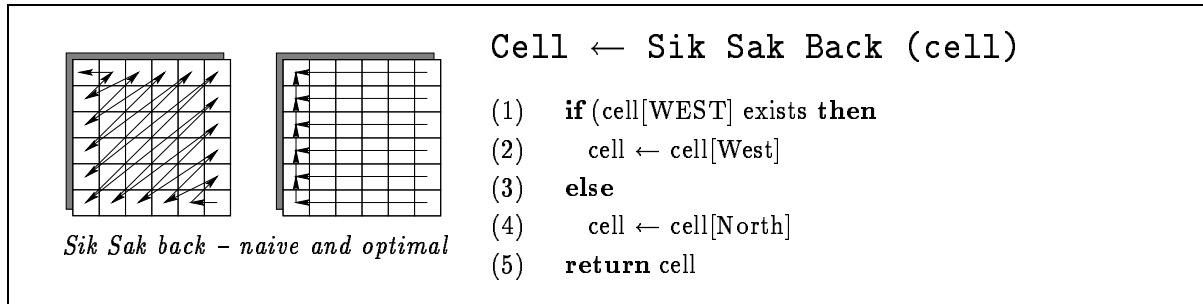 Cell ← Sik Sak Back (cell)
(1) if (cell[WEST] exists then
(2) cell ← cell[West]
(3) else
(4) cell ← cell[North]
(5) return cell
Sik Sak back – naive and optimal